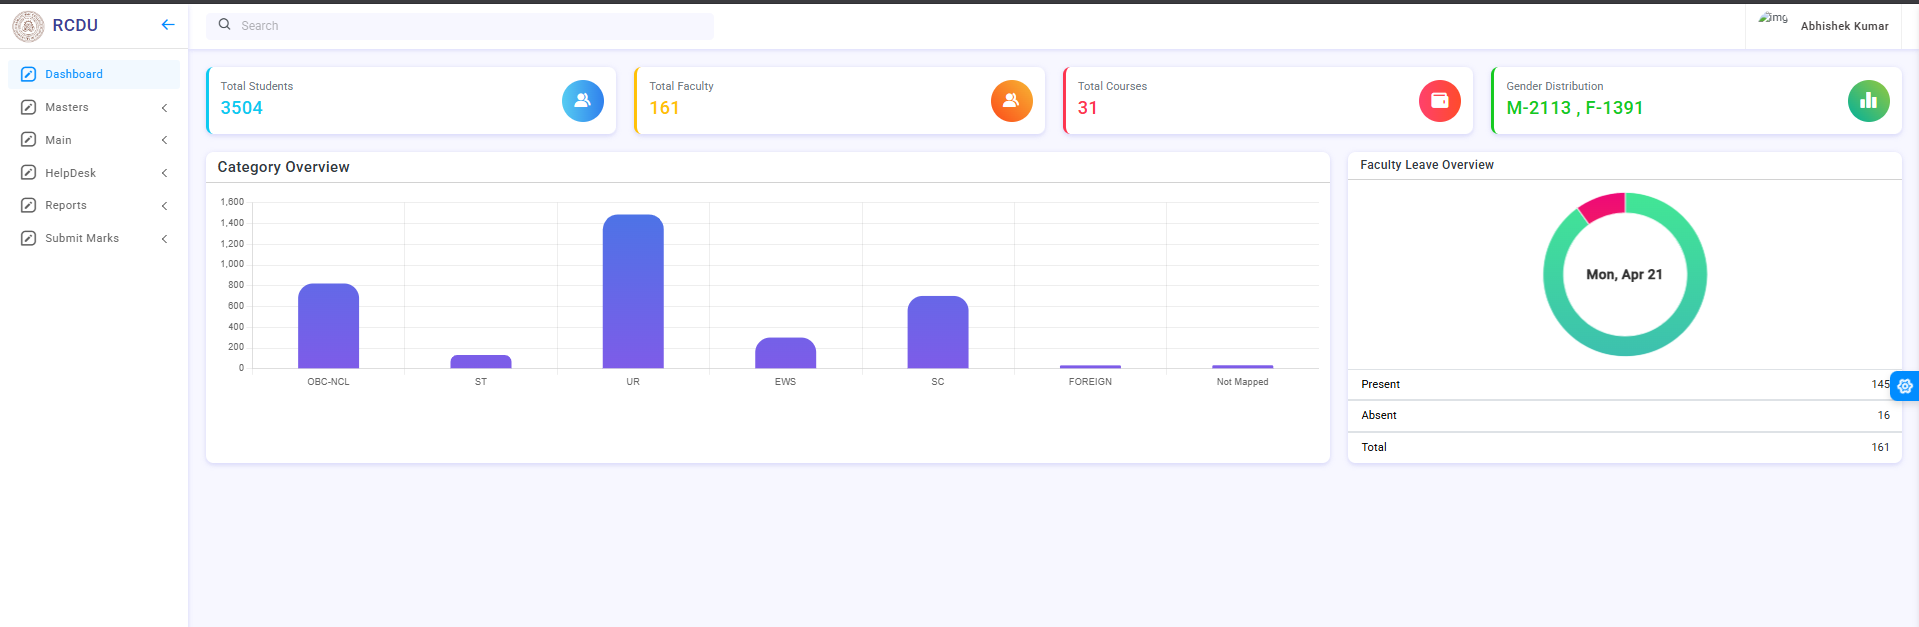 RCDU
Search
img
Abhishek Kumar
Dashboard
Masters
Main
HelpDesk
Reports
Submit Marks
Total Students
3504
Total Faculty
161
Total Courses
31
Gender Distribution
M-2113 , F-1391
Category Overview
1,600
1,400
1,200
1,000
800
600
400
200
0
OBC-NCL ST UR EWS SC FOREIGN Not Mapped
Faculty Leave Overview
Mon, Apr 21
Present 145
Absent 16
Total 161